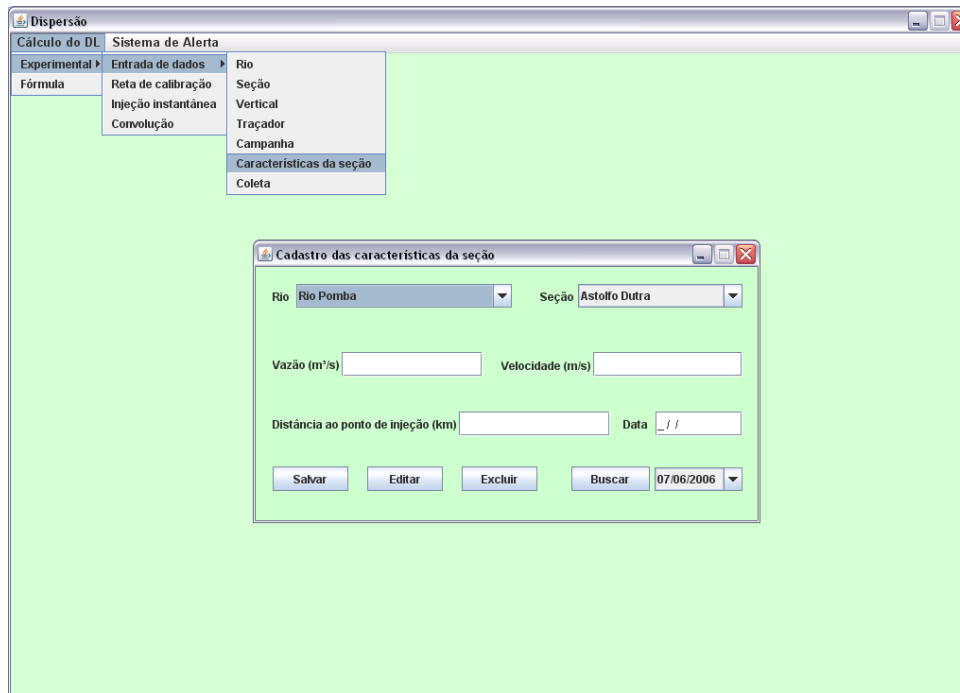 Dispersão
Cálculo do DL Sistema de Alerta
Experimental Entrada de dados Rio
Fórmula Reta de calibração Seção
Injeção instantânea Vertical
Convolução Traçador
Campanha
Características da seção
Coleta
Cadastro das características da seção
Rio Rio Pomba Seção Astolfo Dutra
Vazão (m³/s) Velocidade (m/s)
Distância ao ponto de injeção (km) Data _/ /
Salvar Editar Excluir Buscar 07/06/2006